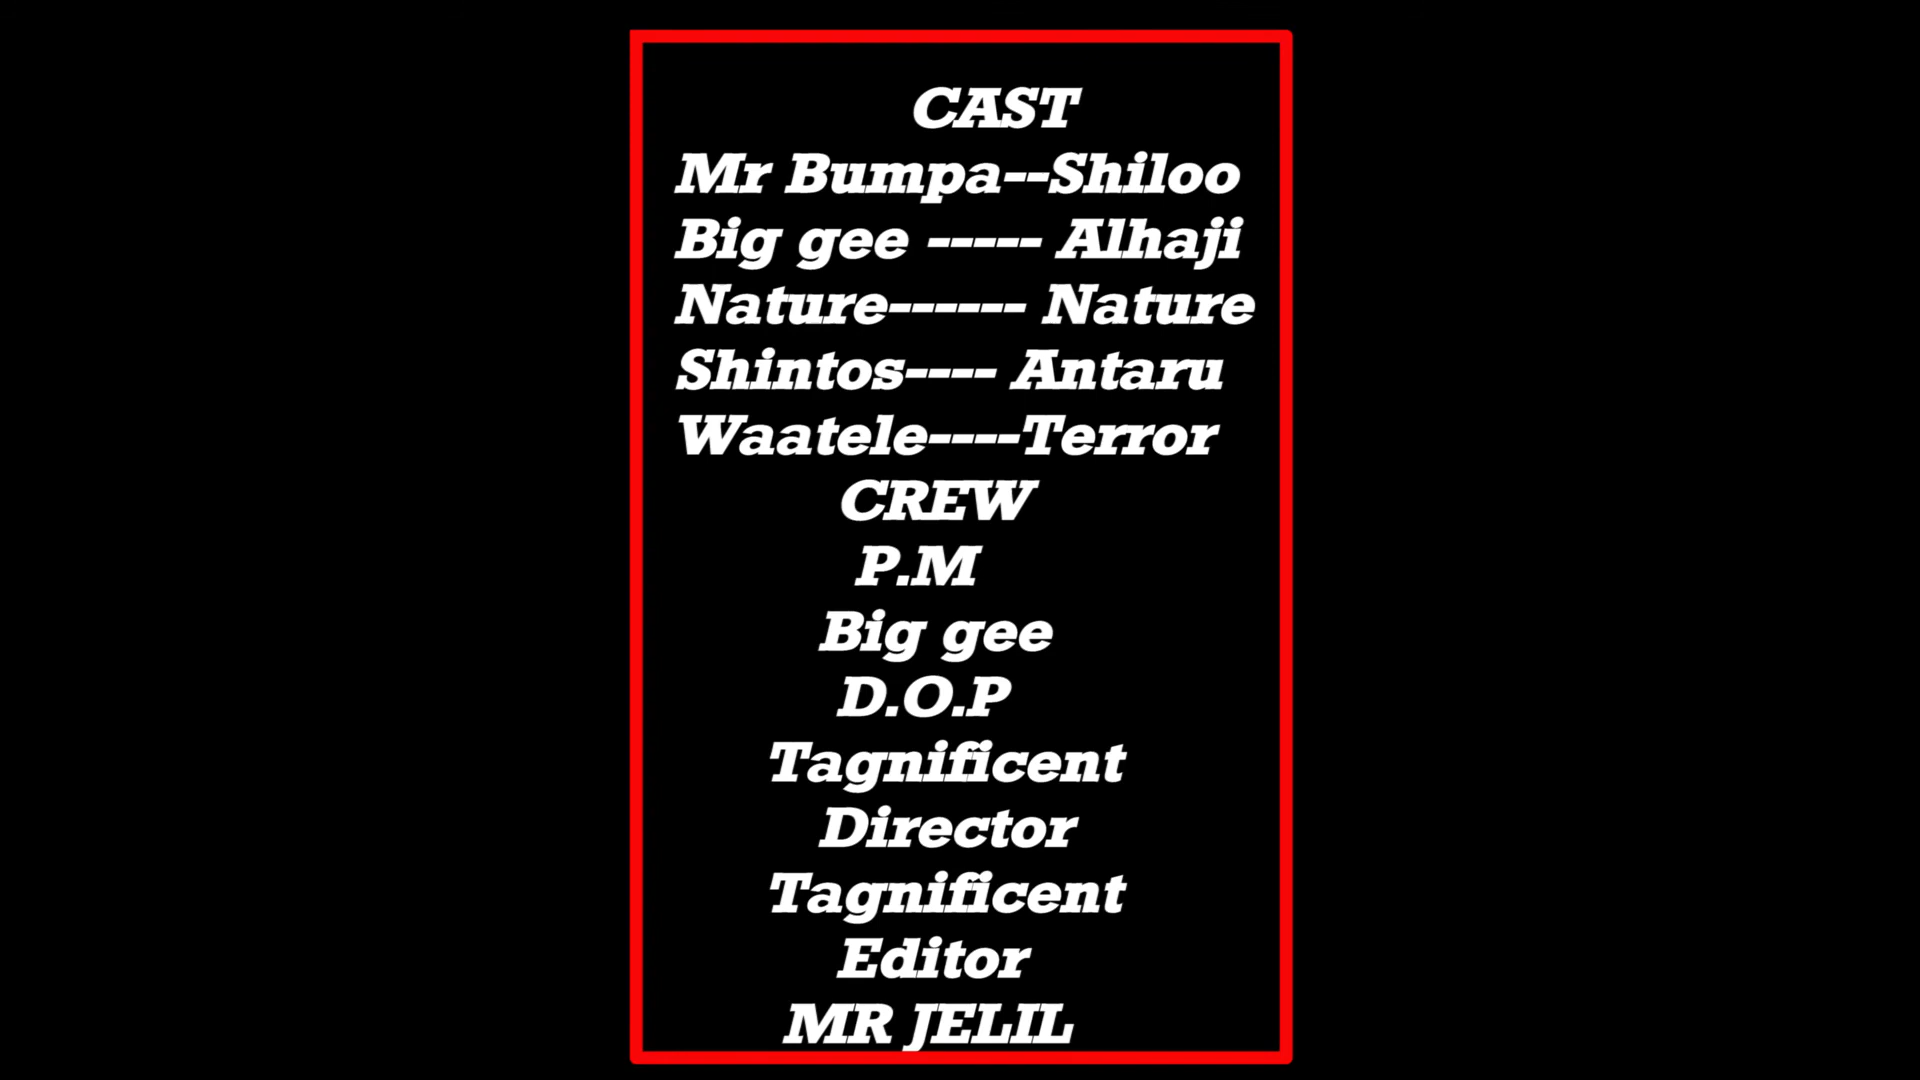 CAST
Mr Bumpa--Shiloo
Big gee ----- Alhaji
Nature------ Nature
Shintos---- Antaru
Waatele----Terror
CREW
P.M
Big gee
D.O.P
Tagnificent
Director
Tagnificent
Editor
MR JELIL